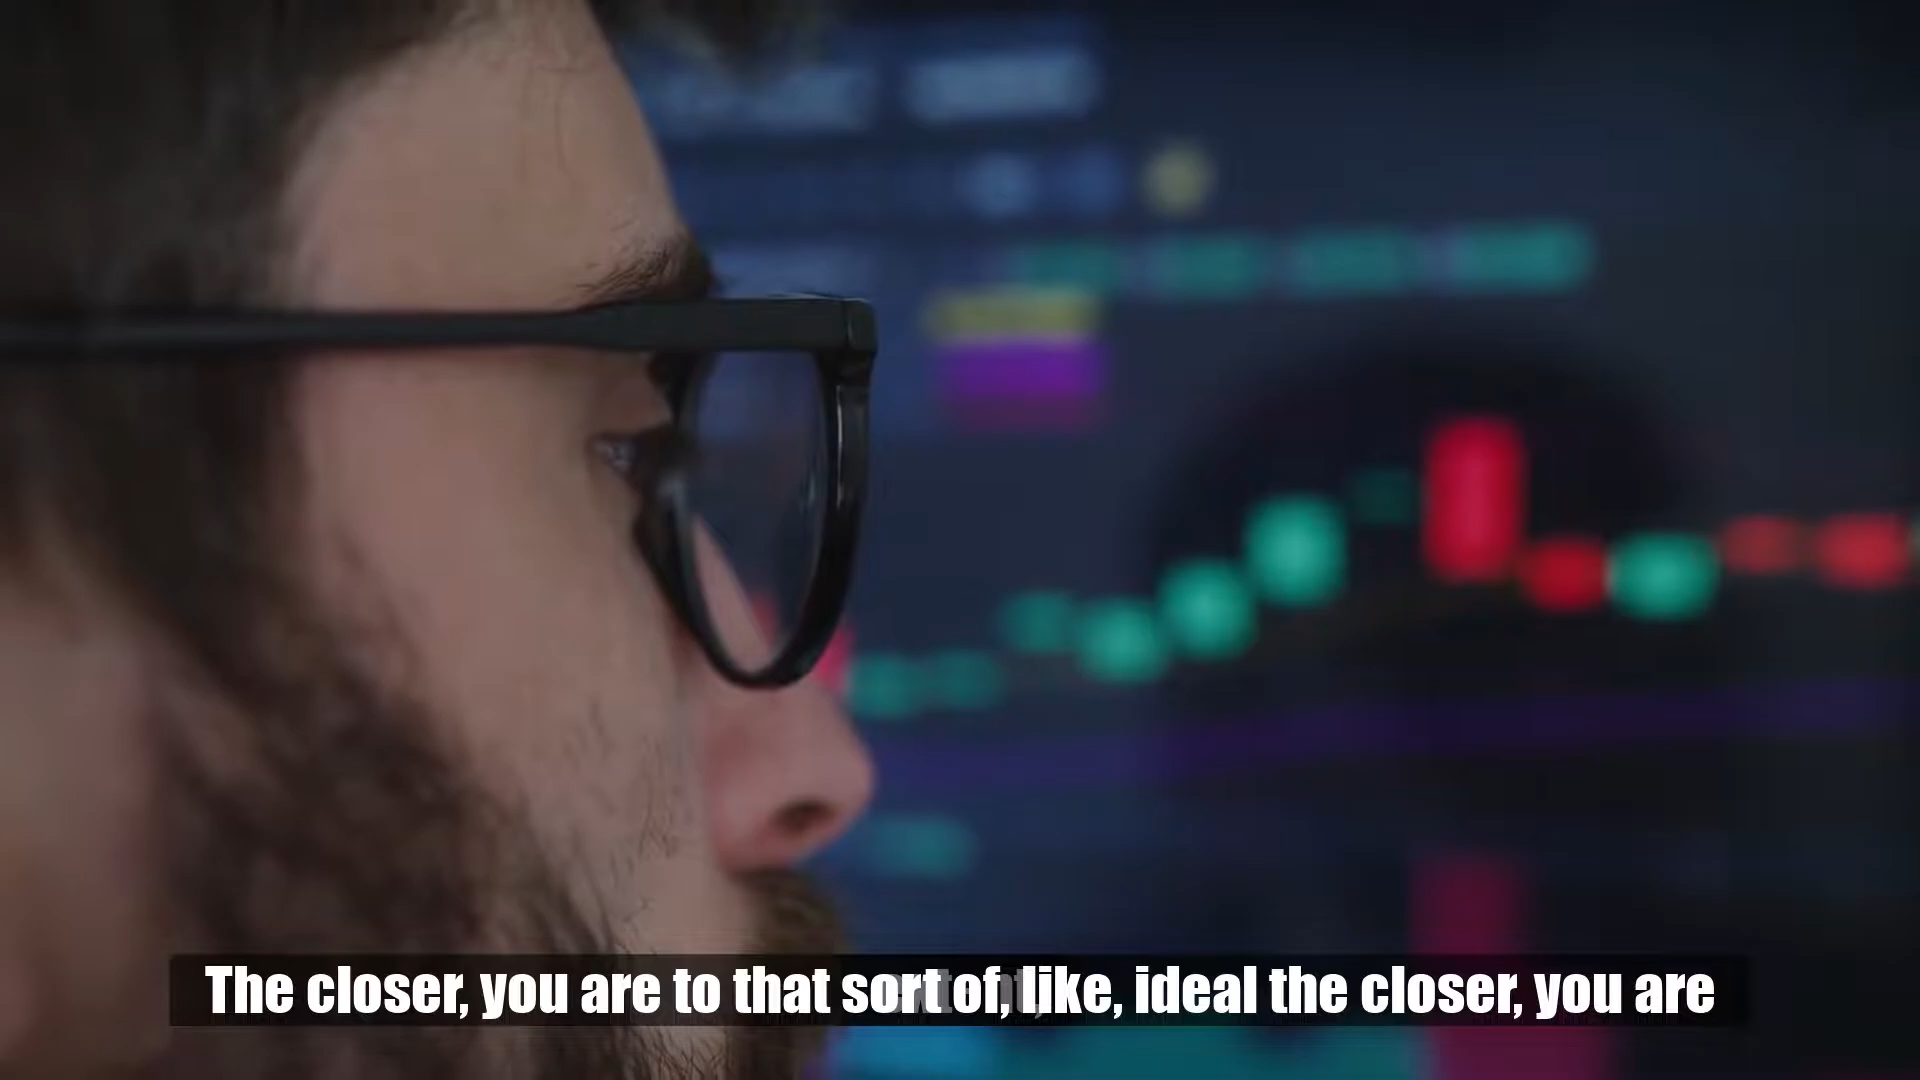 The closer, you are to that sort of, like, ideal the closer, you are